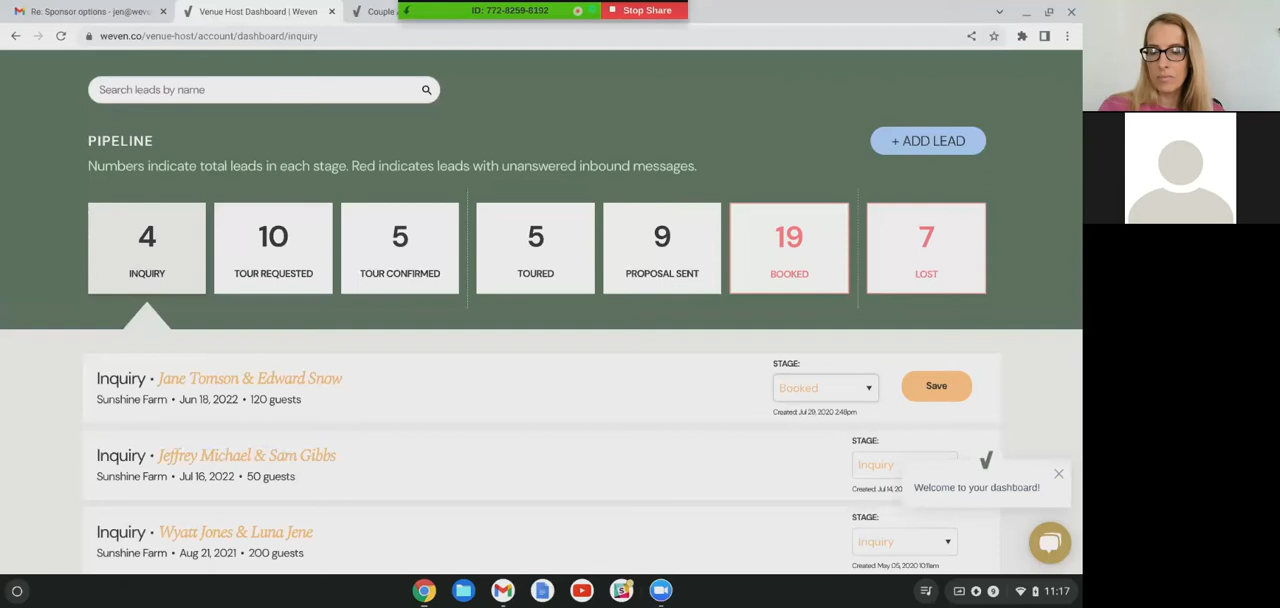 Re: Sponsor options - jen@wev
Venue Host Dashboard | Weven
Couple
ID: 772-8259-8192
Stop Share
weven.co/venue-host/account/dashboard/inquiry
Search leads by name
PIPELINE
+ ADD LEAD
Numbers indicate total leads in each stage. Red indicates leads with unanswered inbound messages.
4 10 5 5 9 19 7
INQUIRY TOUR REQUESTED TOUR CONFIRMED TOURED PROPOSAL SENT BOOKED LOST
STAGE:
Inquiry • Jane Tomson & Edward Snow
Booked
Save
Sunshine Farm • Jun 18, 2022 • 120 guests
Created: Jul 29, 2020 2:48pm
STAGE:
Inquiry • Jeffrey Michael & Sam Gibbs
Inquiry
Sunshine Farm • Jul 16, 2022 • 50 guests
Created: Jul 14, 20
Welcome to your dashboard!
STAGE:
Inquiry • Wyatt Jones & Luna Jene
Inquiry
Sunshine Farm • Aug 21, 2021 • 200 guests
Created: May 05, 2020 10:11am
9
11:17